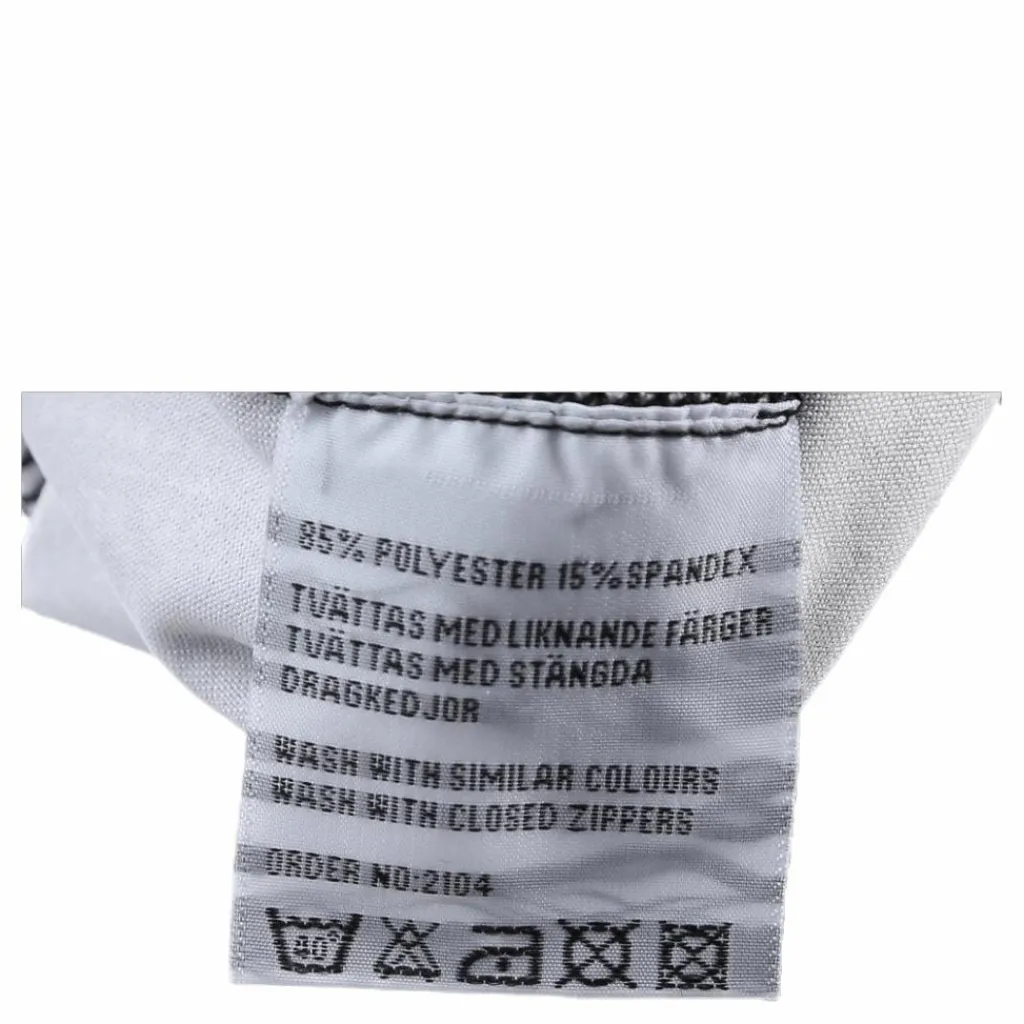 85% POLYESTER 15% SPANDEX
TVÄTTAS MED LIKNANDE FÄRGER
TVÄTTAS MED STÄNGDA
DRAGKEDJOR
WASH WITH SIMILAR COLOURS
WASH WITH CLOSED ZIPPERS
ORDER NO:2104
40°